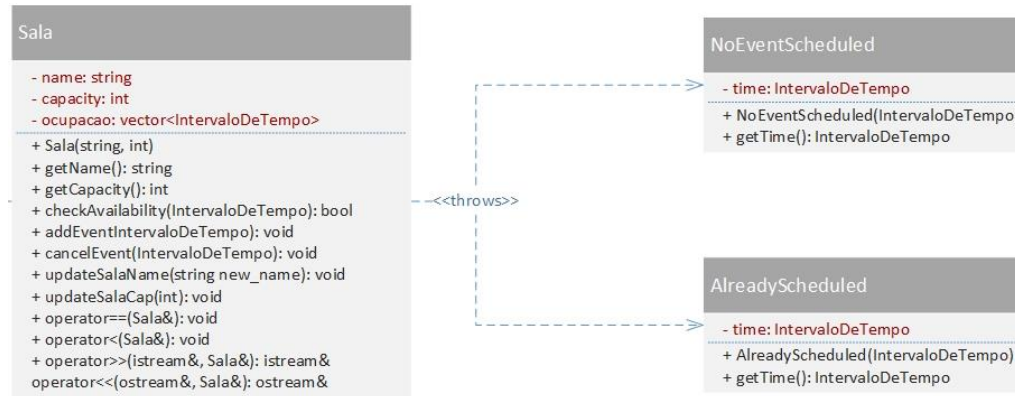 Sala
- name: string
- capacity: int
- ocupacao: vector<IntervaloDeTempo>
+ Sala(string, int)
+ getName(): string
+ getCapacity(): int
+ checkAvailability(IntervaloDeTempo): bool
+ addEventIntervaloDeTempo): void
+ cancelEvent(IntervaloDeTempo): void
+ updateSalaName(string new_name): void
+ updateSalaCap(int): void
+ operator==(Sala&): void
+ operator<(Sala&): void
+ operator>>(istream&, Sala&): istream&
operator<<(ostream&, Sala&): ostream&
<<throws>>
NoEventScheduled
- time: IntervaloDeTempo
+ NoEventScheduled(IntervaloDeTempo
+ getTime(): IntervaloDeTempo
AlreadyScheduled
- time: IntervaloDeTempo
+ AlreadyScheduled(IntervaloDeTempo)
+ getTime(): IntervaloDeTempo